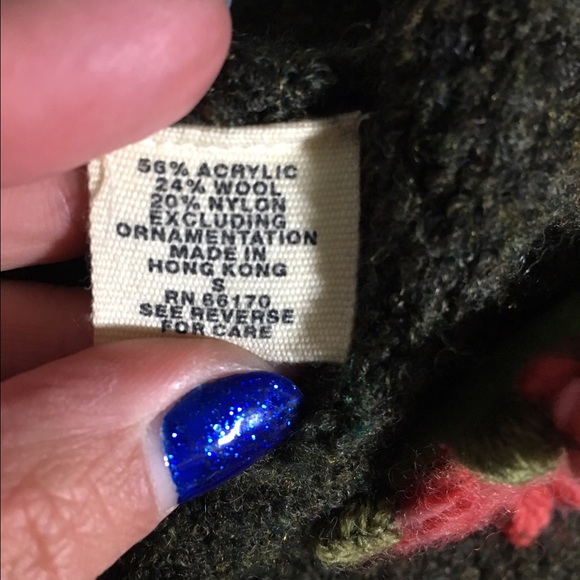 56% ACRYLIC
24% WOOL
20% NYLON
EXCLUDING
ORNAMENTATION
MADE IN
HONG KONG
S
RN 66170
SEE REVERSE
FOR CARE